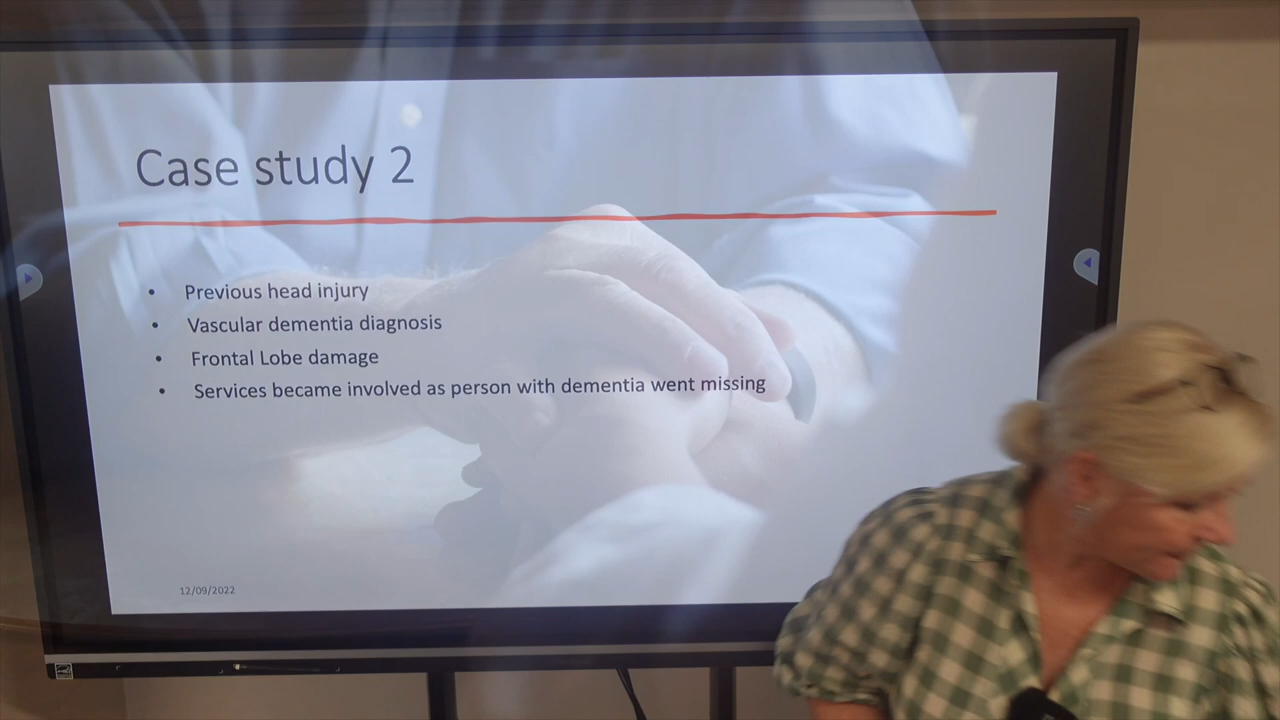 Case study 2
• Previous head injury
• Vascular dementia diagnosis
• Frontal Lobe damage
• Services became involved as person with dementia went missing
12/09/2022